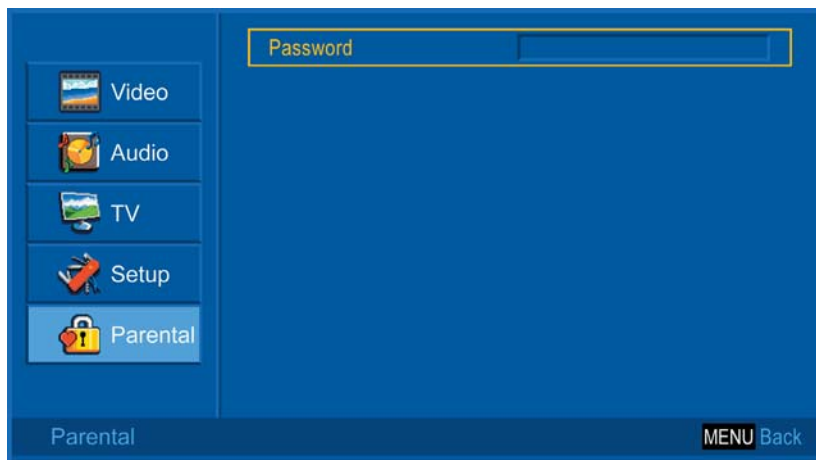 Password
Video
Audio
TV
Setup
Parental
Parental
MENU Back